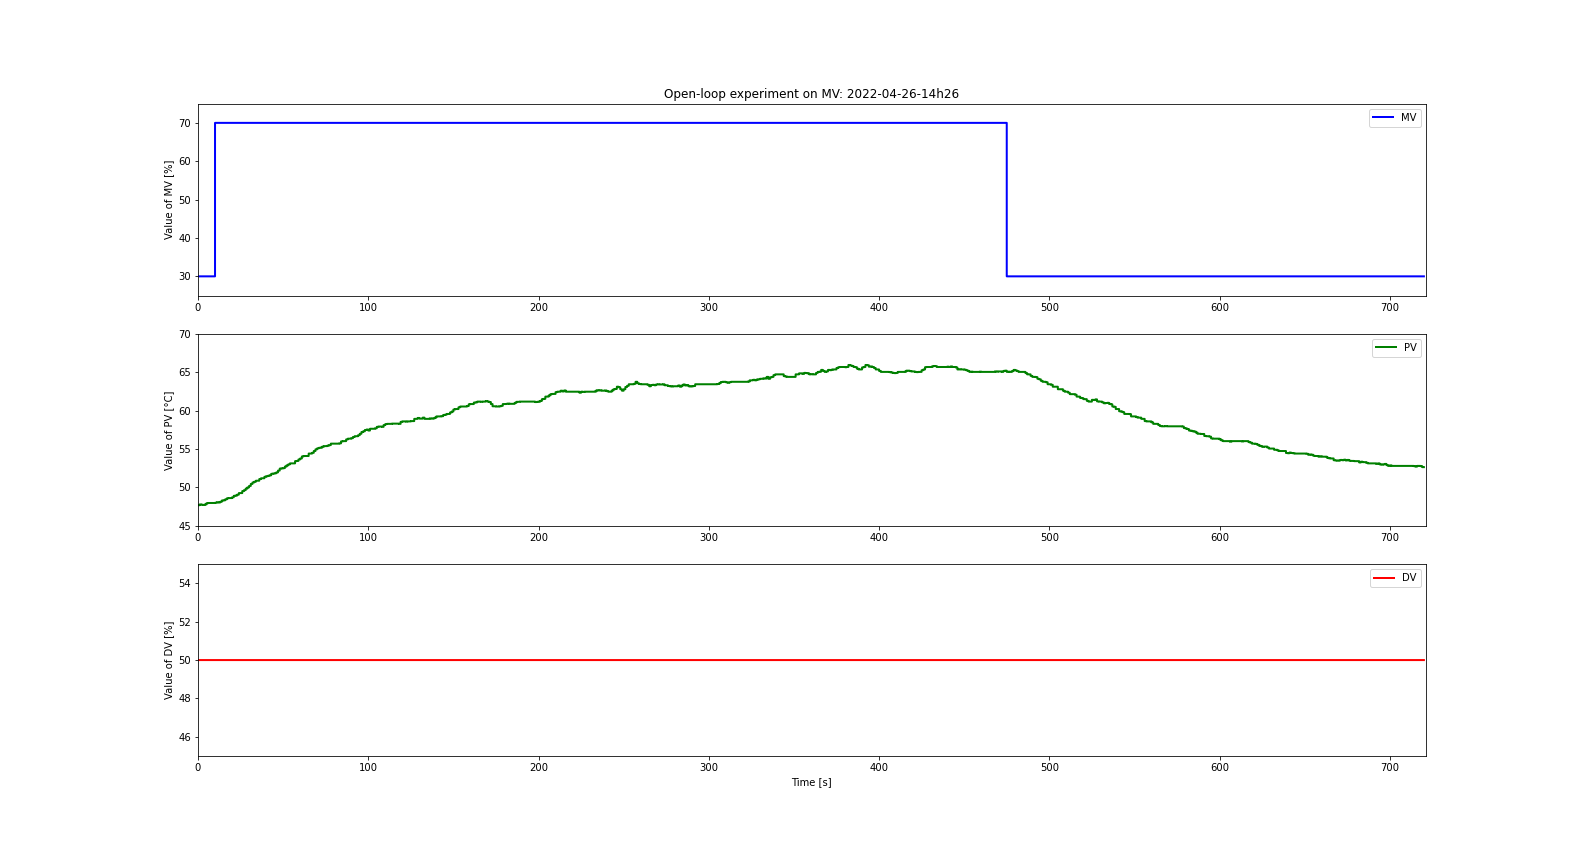 Open-loop experiment on MV: 2022-04-26-14h26
Value of MV [%]
70
60
50
40
30
MV
0 100 200 300 400 500 600 700
Value of PV [°C]
70
65
60
55
50
45
PV
0 100 200 300 400 500 600 700
Value of DV [%]
54
52
50
48
46
DV
0 100 200 300 400 500 600 700
Time [s]